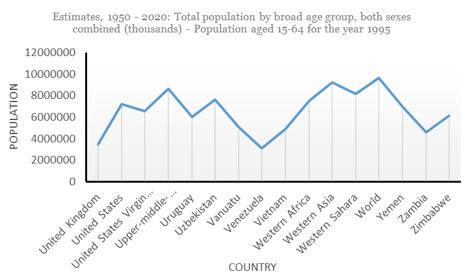 Estimates, 1950 - 2020: Total population by broad age group, both sexes
combined (thousands) - Population aged 15-64 for the year 1995
POPULATION
12000000
10000000
8000000
6000000
4000000
2000000
0
United Kingdom
United States
United States Virgin...
Upper-middle-...
Uruguay
Uzbekistan
Vanuatu
Venezuela
Vietnam
Western Africa
Western Asia
Western Sahara
World
Yemen
Zambia
Zimbabwe
COUNTRY